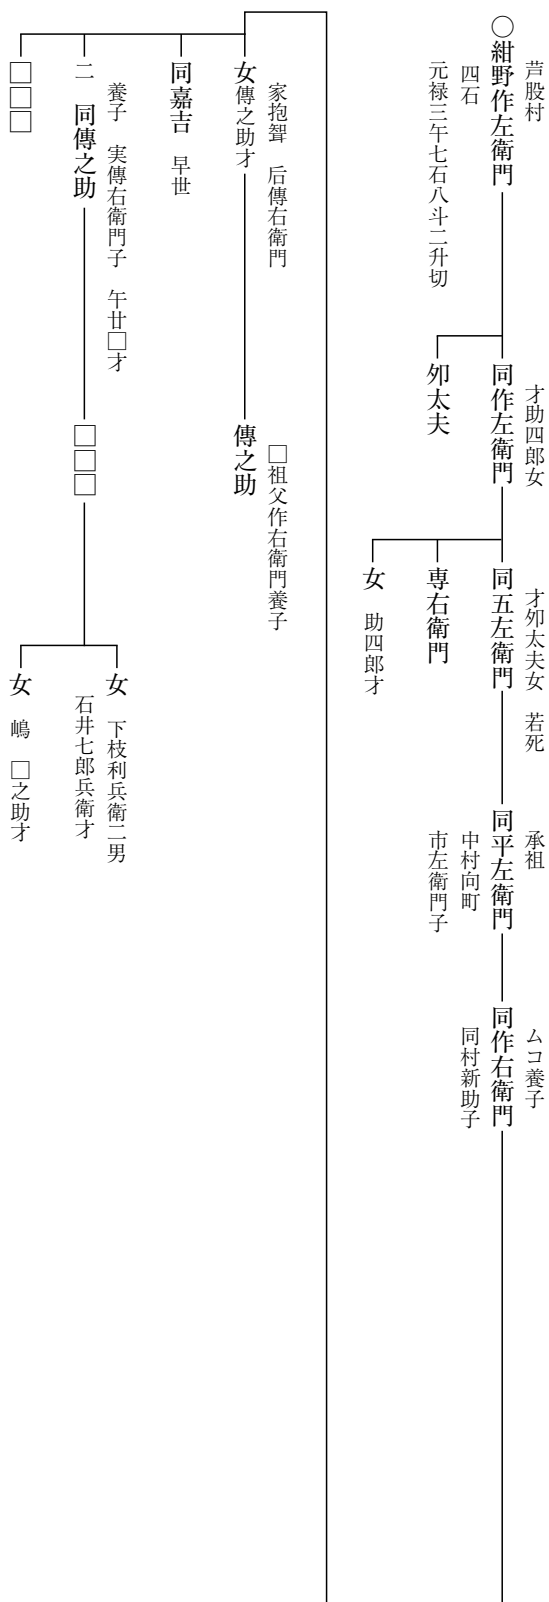 芦股村
〇紺野作左衛門
四石
元禄三午七石八斗二升切
才助四郎女
同作左衛門
夘太夫
才夘太夫女　若死
同五左衛門
専右衛門
女　助四郎才
承祖
同平左衛門
中村向町
市左衛門子
ムコ養子
同作右衛門
同村新助子
家抱聟　后傳右衛門
女傳之助才
□祖父作右衛門養子
傳之助
同嘉吉　早世
養子　実傳右衛門子　午廿□才
二　同傳之助
□□□
女　下枝利兵衛二男
石井七郎兵衛才
女　嶋　□之助才
□□□